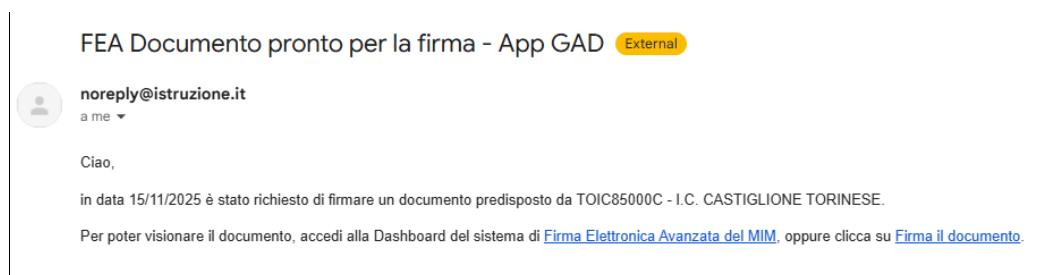 FEA Documento pronto per la firma - App GAD External
noreply@istruzione.it
a me
Ciao,
in data 15/11/2025 è stato richiesto di firmare un documento predisposto da TOIC85000C - I.C. CASTIGLIONE TORINESE.
Per poter visionare il documento, accedi alla Dashboard del sistema di Firma Elettronica Avanzata del MIM, oppure clicca su Firma il documento.